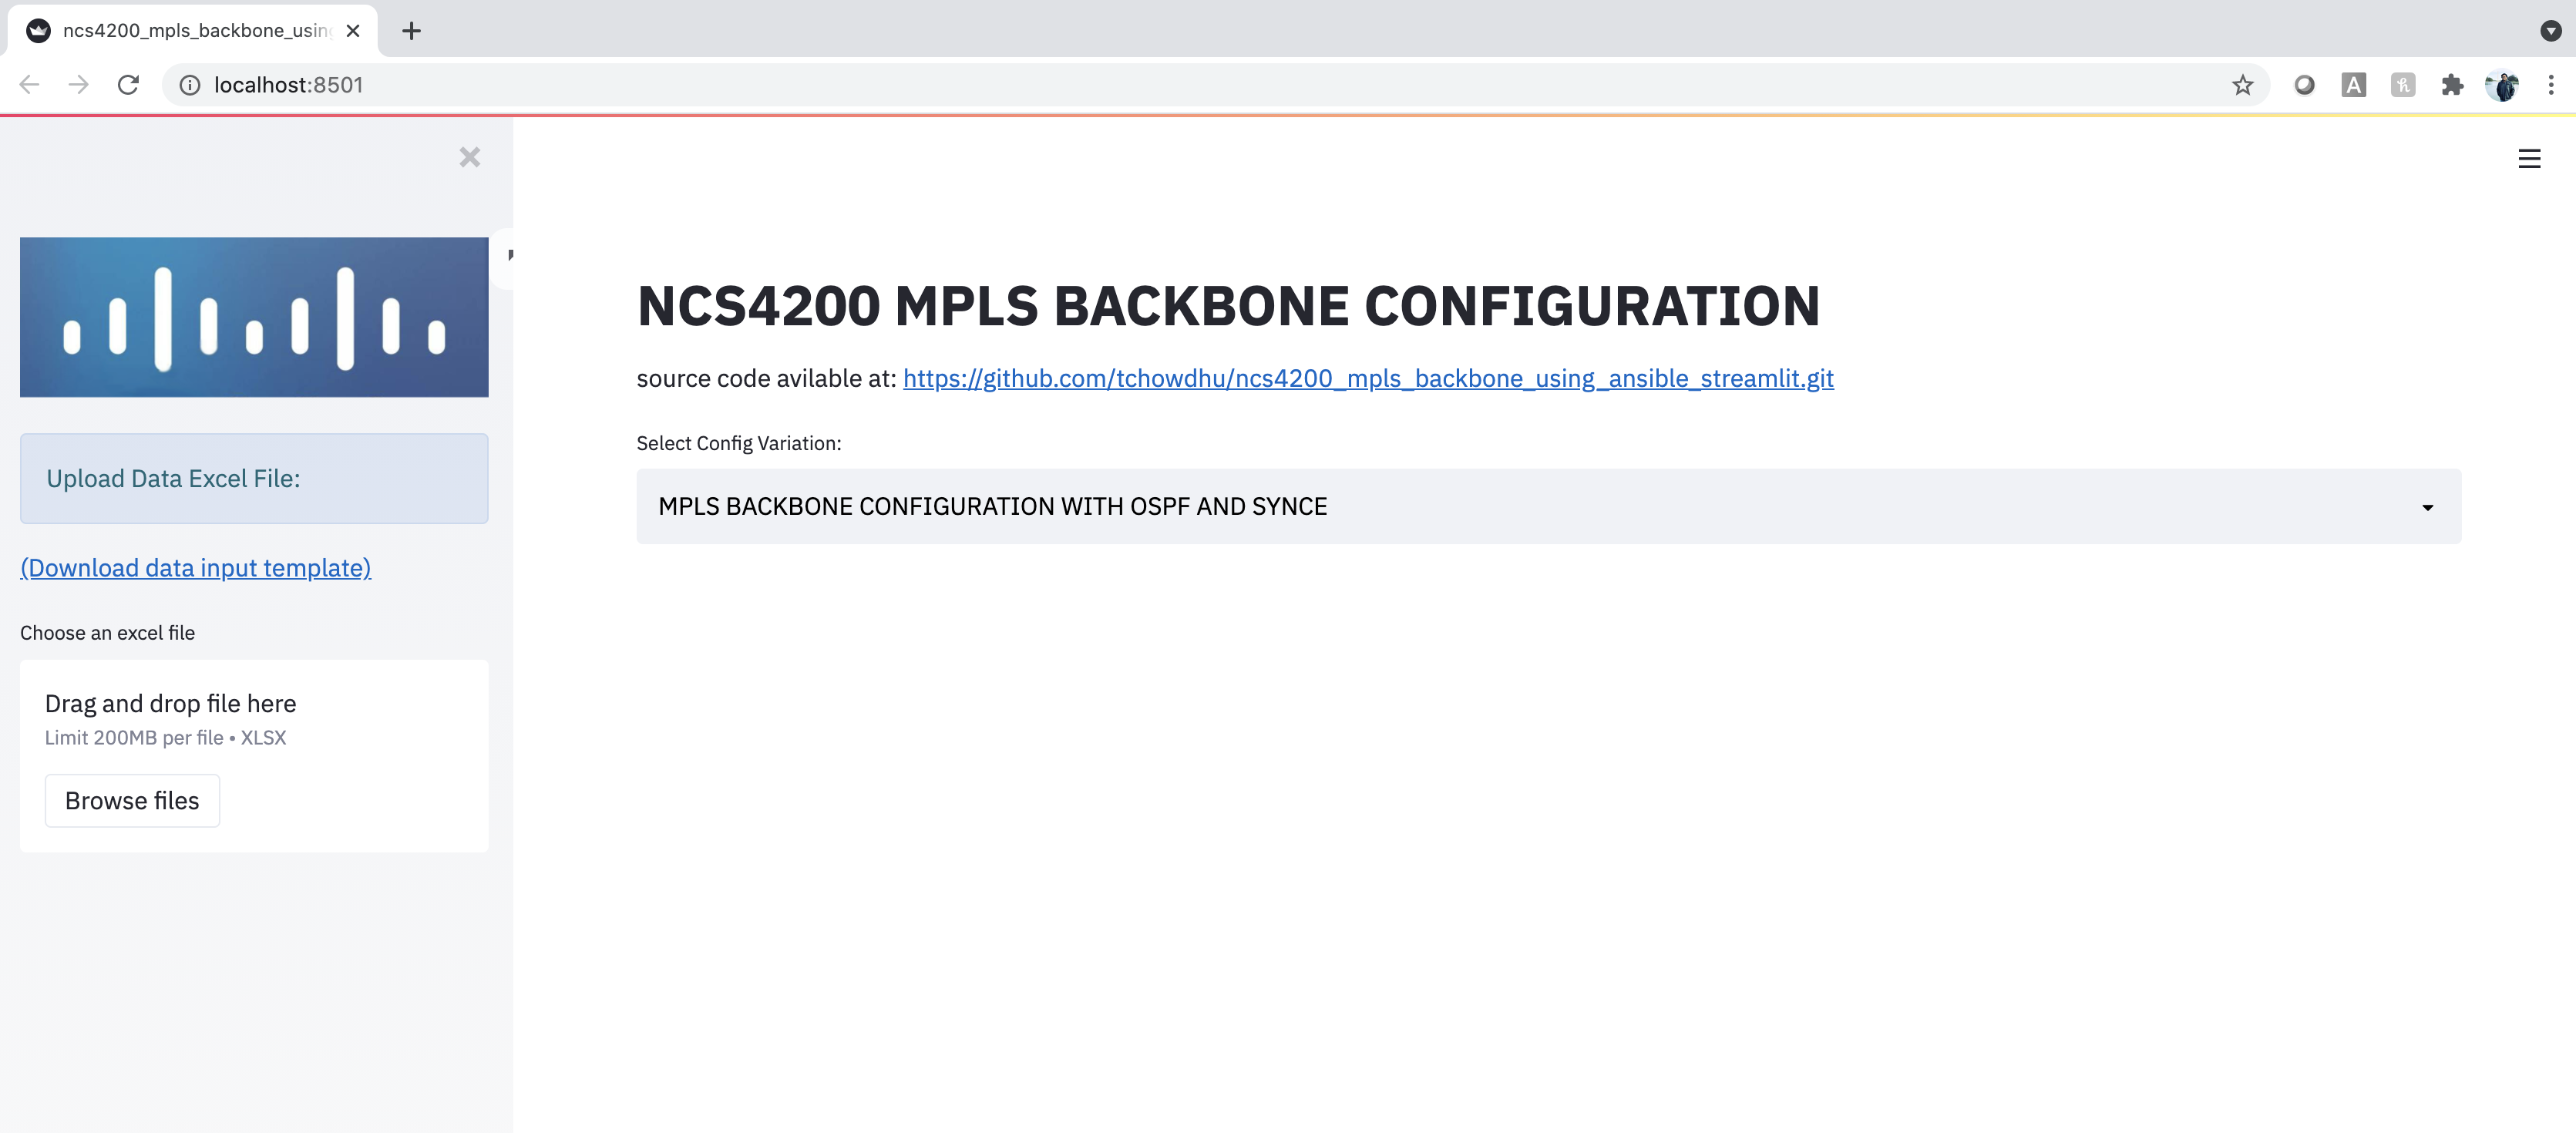 ncs4200_mpls_backbone_using
localhost:8501
Upload Data Excel File:
(Download data input template)
Choose an excel file
Drag and drop file here
Limit 200MB per file • XLSX
Browse files
NCS4200 MPLS BACKBONE CONFIGURATION
source code avilable at: https://github.com/tchowdhu/ncs4200_mpls_backbone_using_ansible_streamlit.git
Select Config Variation:
MPLS BACKBONE CONFIGURATION WITH OSPF AND SYNCE